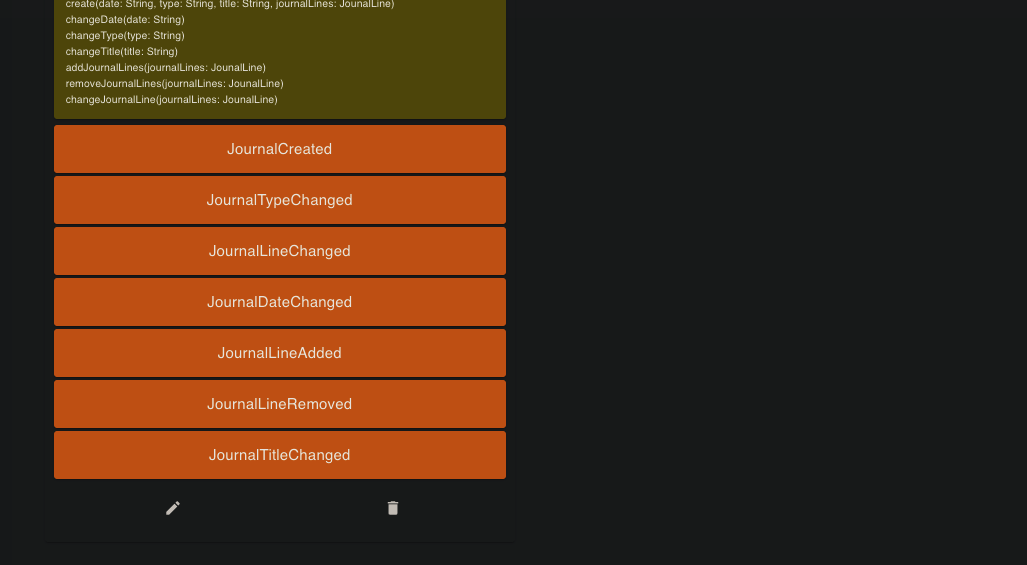 create(date: String, type: String, title: String, journalLines: JounalLine)
changeDate(date: String)
changeType(type: String)
changeTitle(title: String)
addJournalLines(journalLines: JounalLine)
removeJournalLines(journalLines: JounalLine)
changeJournalLine(journalLines: JounalLine)
JournalCreated
JournalTypeChanged
JournalLineChanged
JournalDateChanged
JournalLineAdded
JournalLineRemoved
JournalTitleChanged